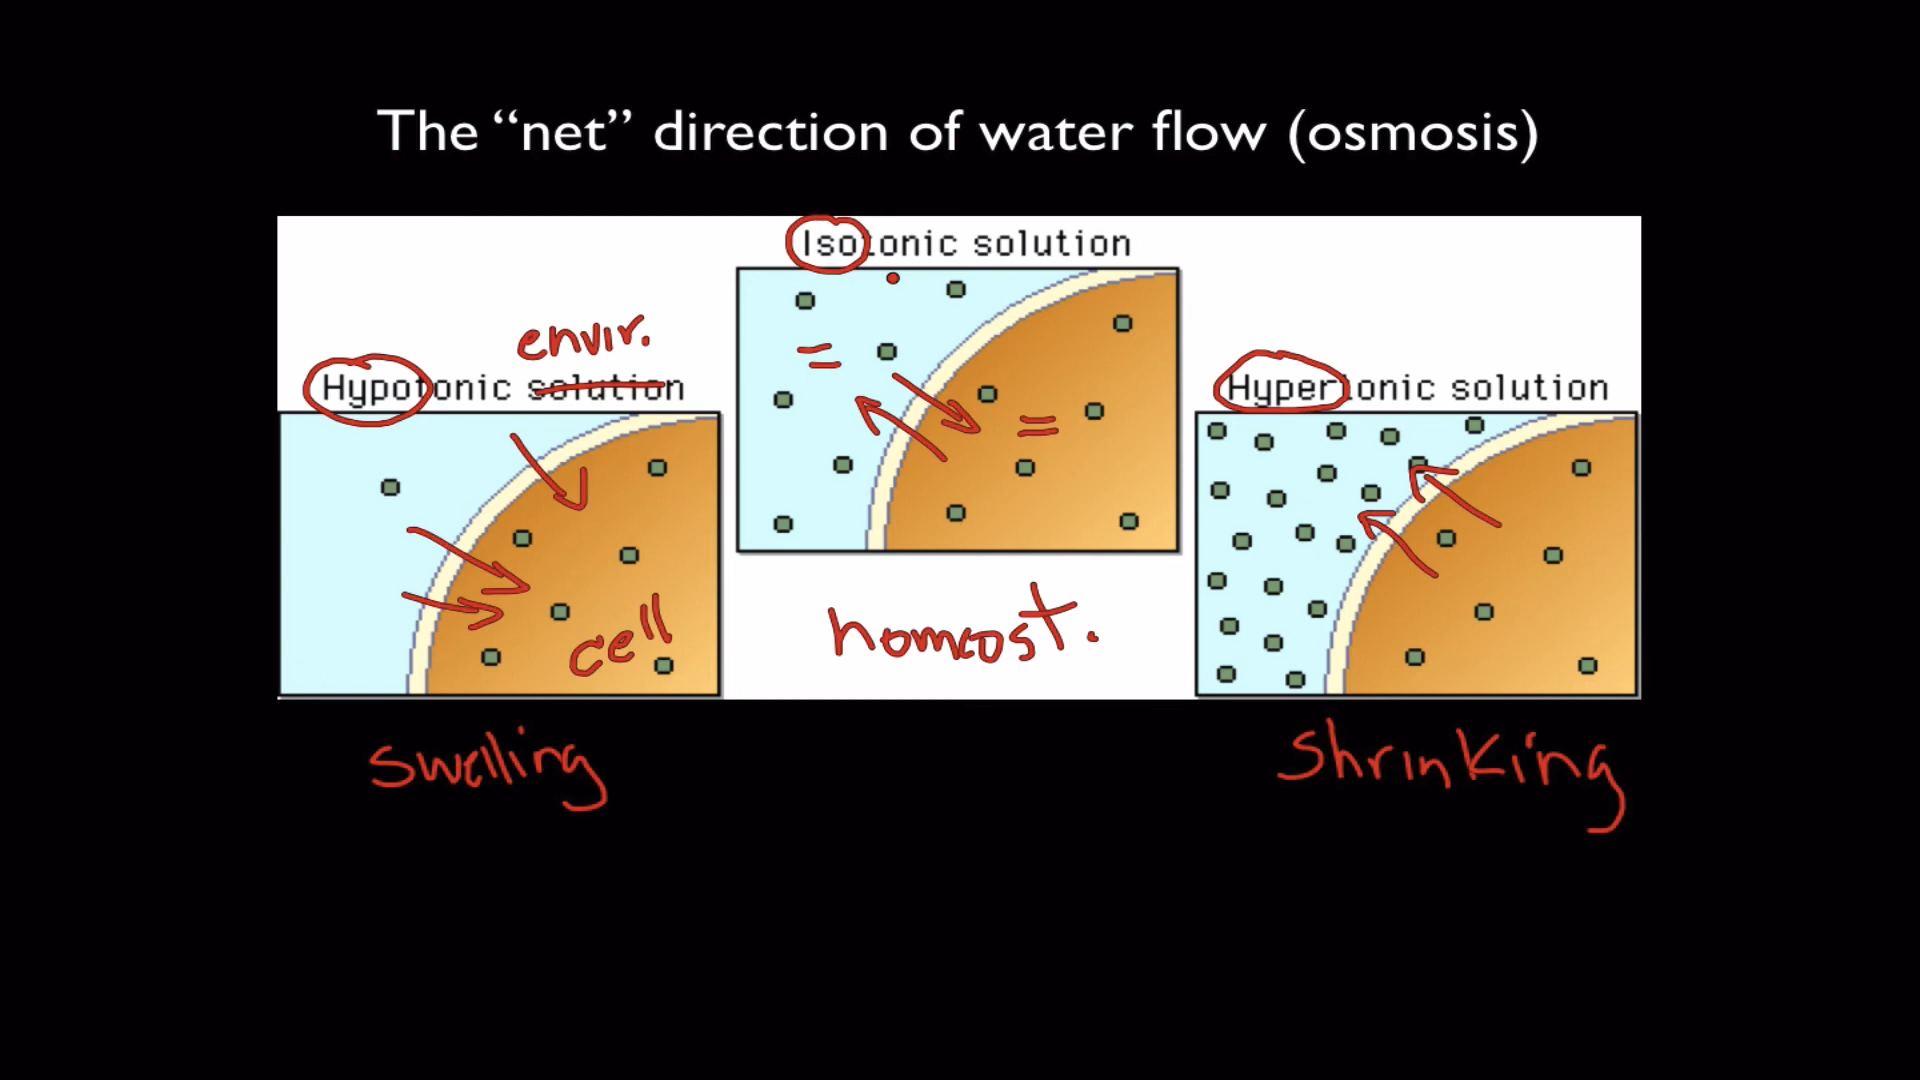 The “net” direction of water flow (osmosis)
Isotonic solution
envir.
Hypotonic solution
Hypertonic solution
=
=
cell
homeost.
swelling
shrinking